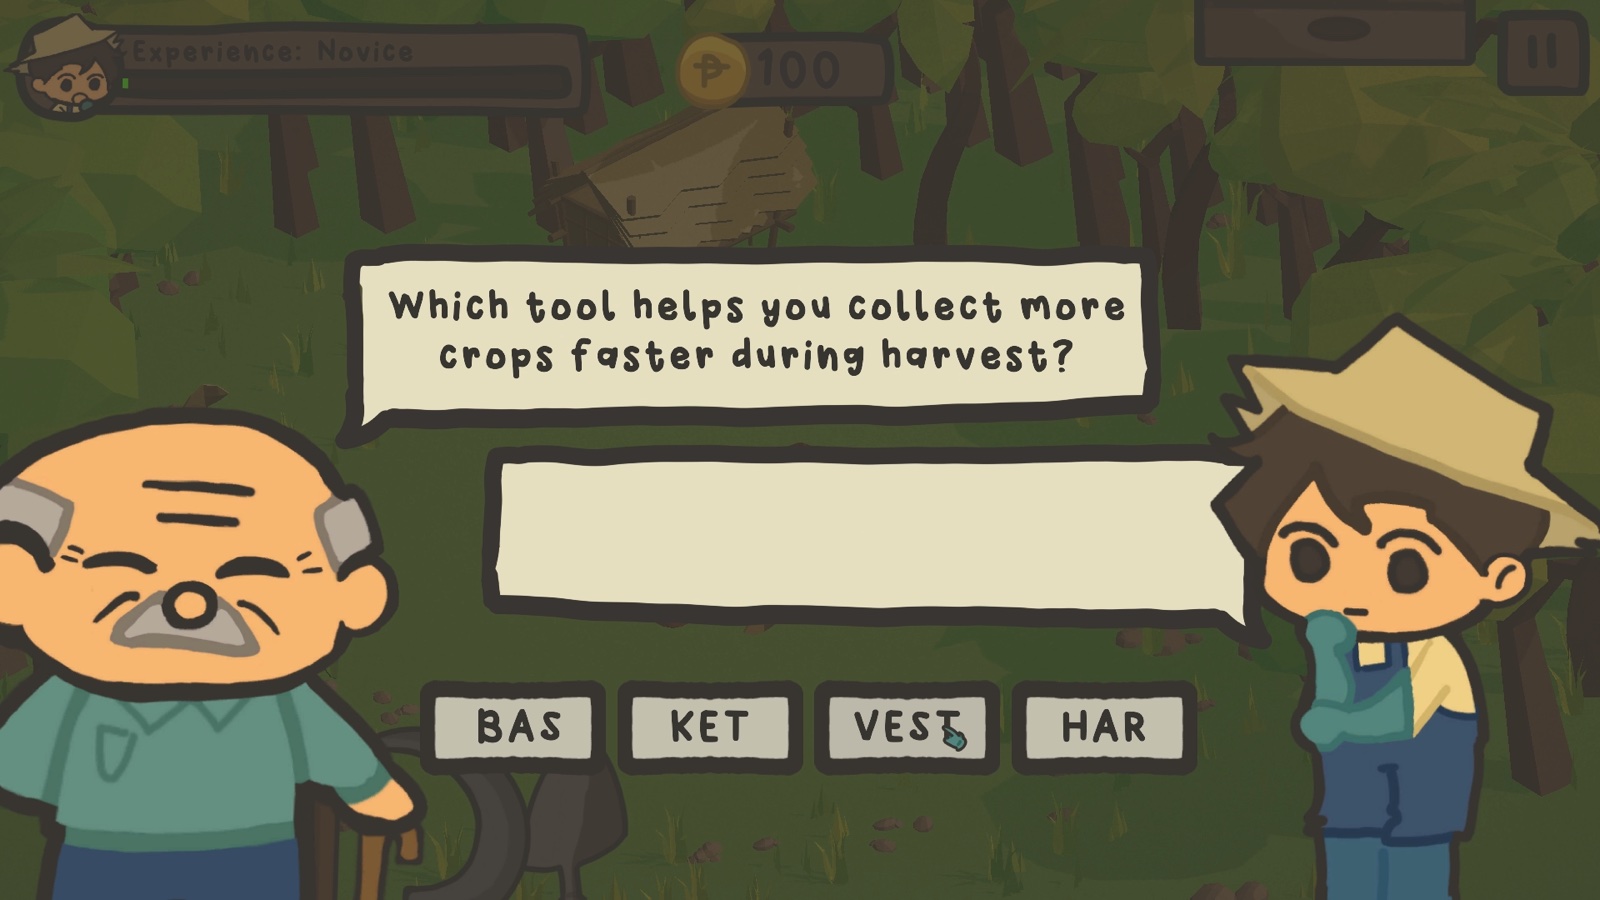 Experience: Novice
100
Which tool helps you collect more
crops faster during harvest?
BAS
KET
VEST
HAR